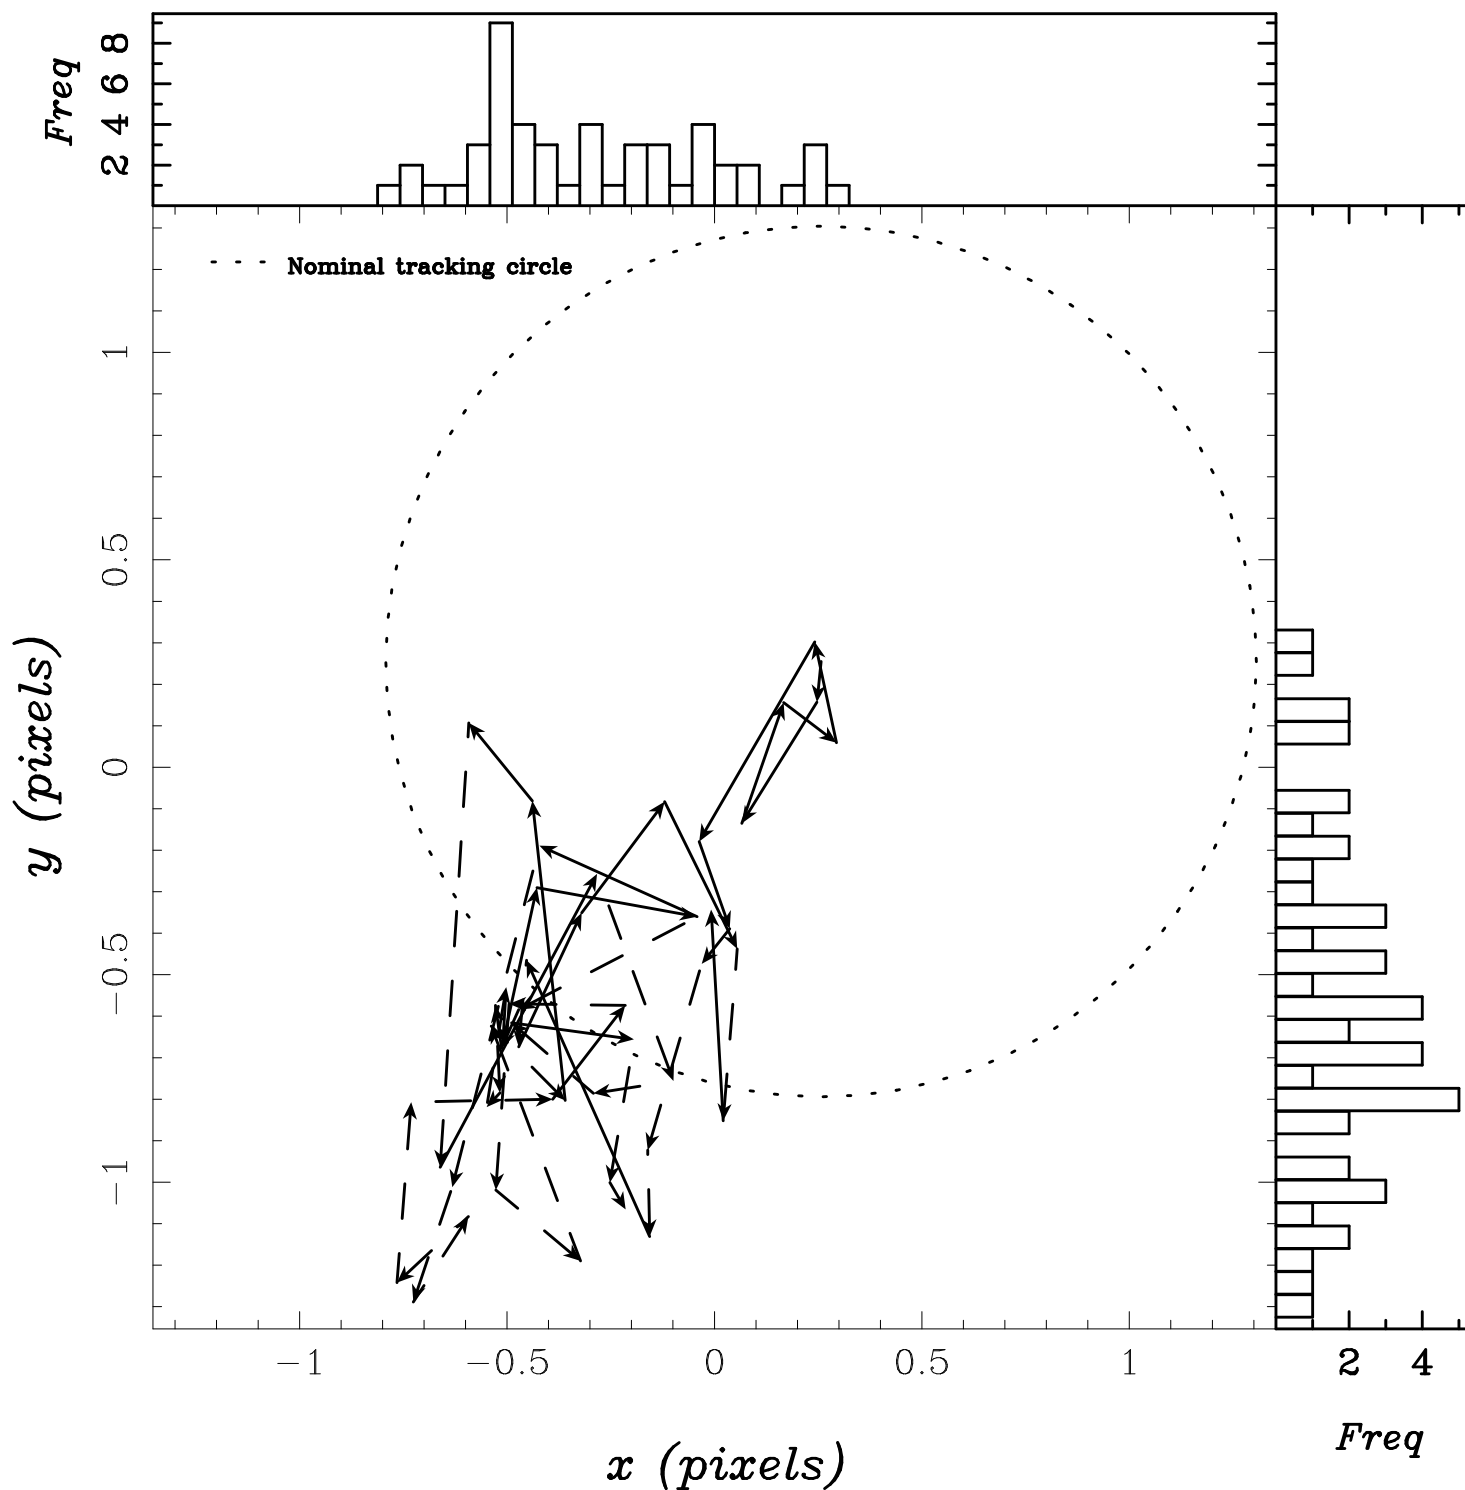 Freq
2 4 6 8
Nominal tracking circle
y (pixels)
1
0.5
0
−0.5
−1
−1 −0.5 0 0.5 1
x (pixels)
2 4
Freq